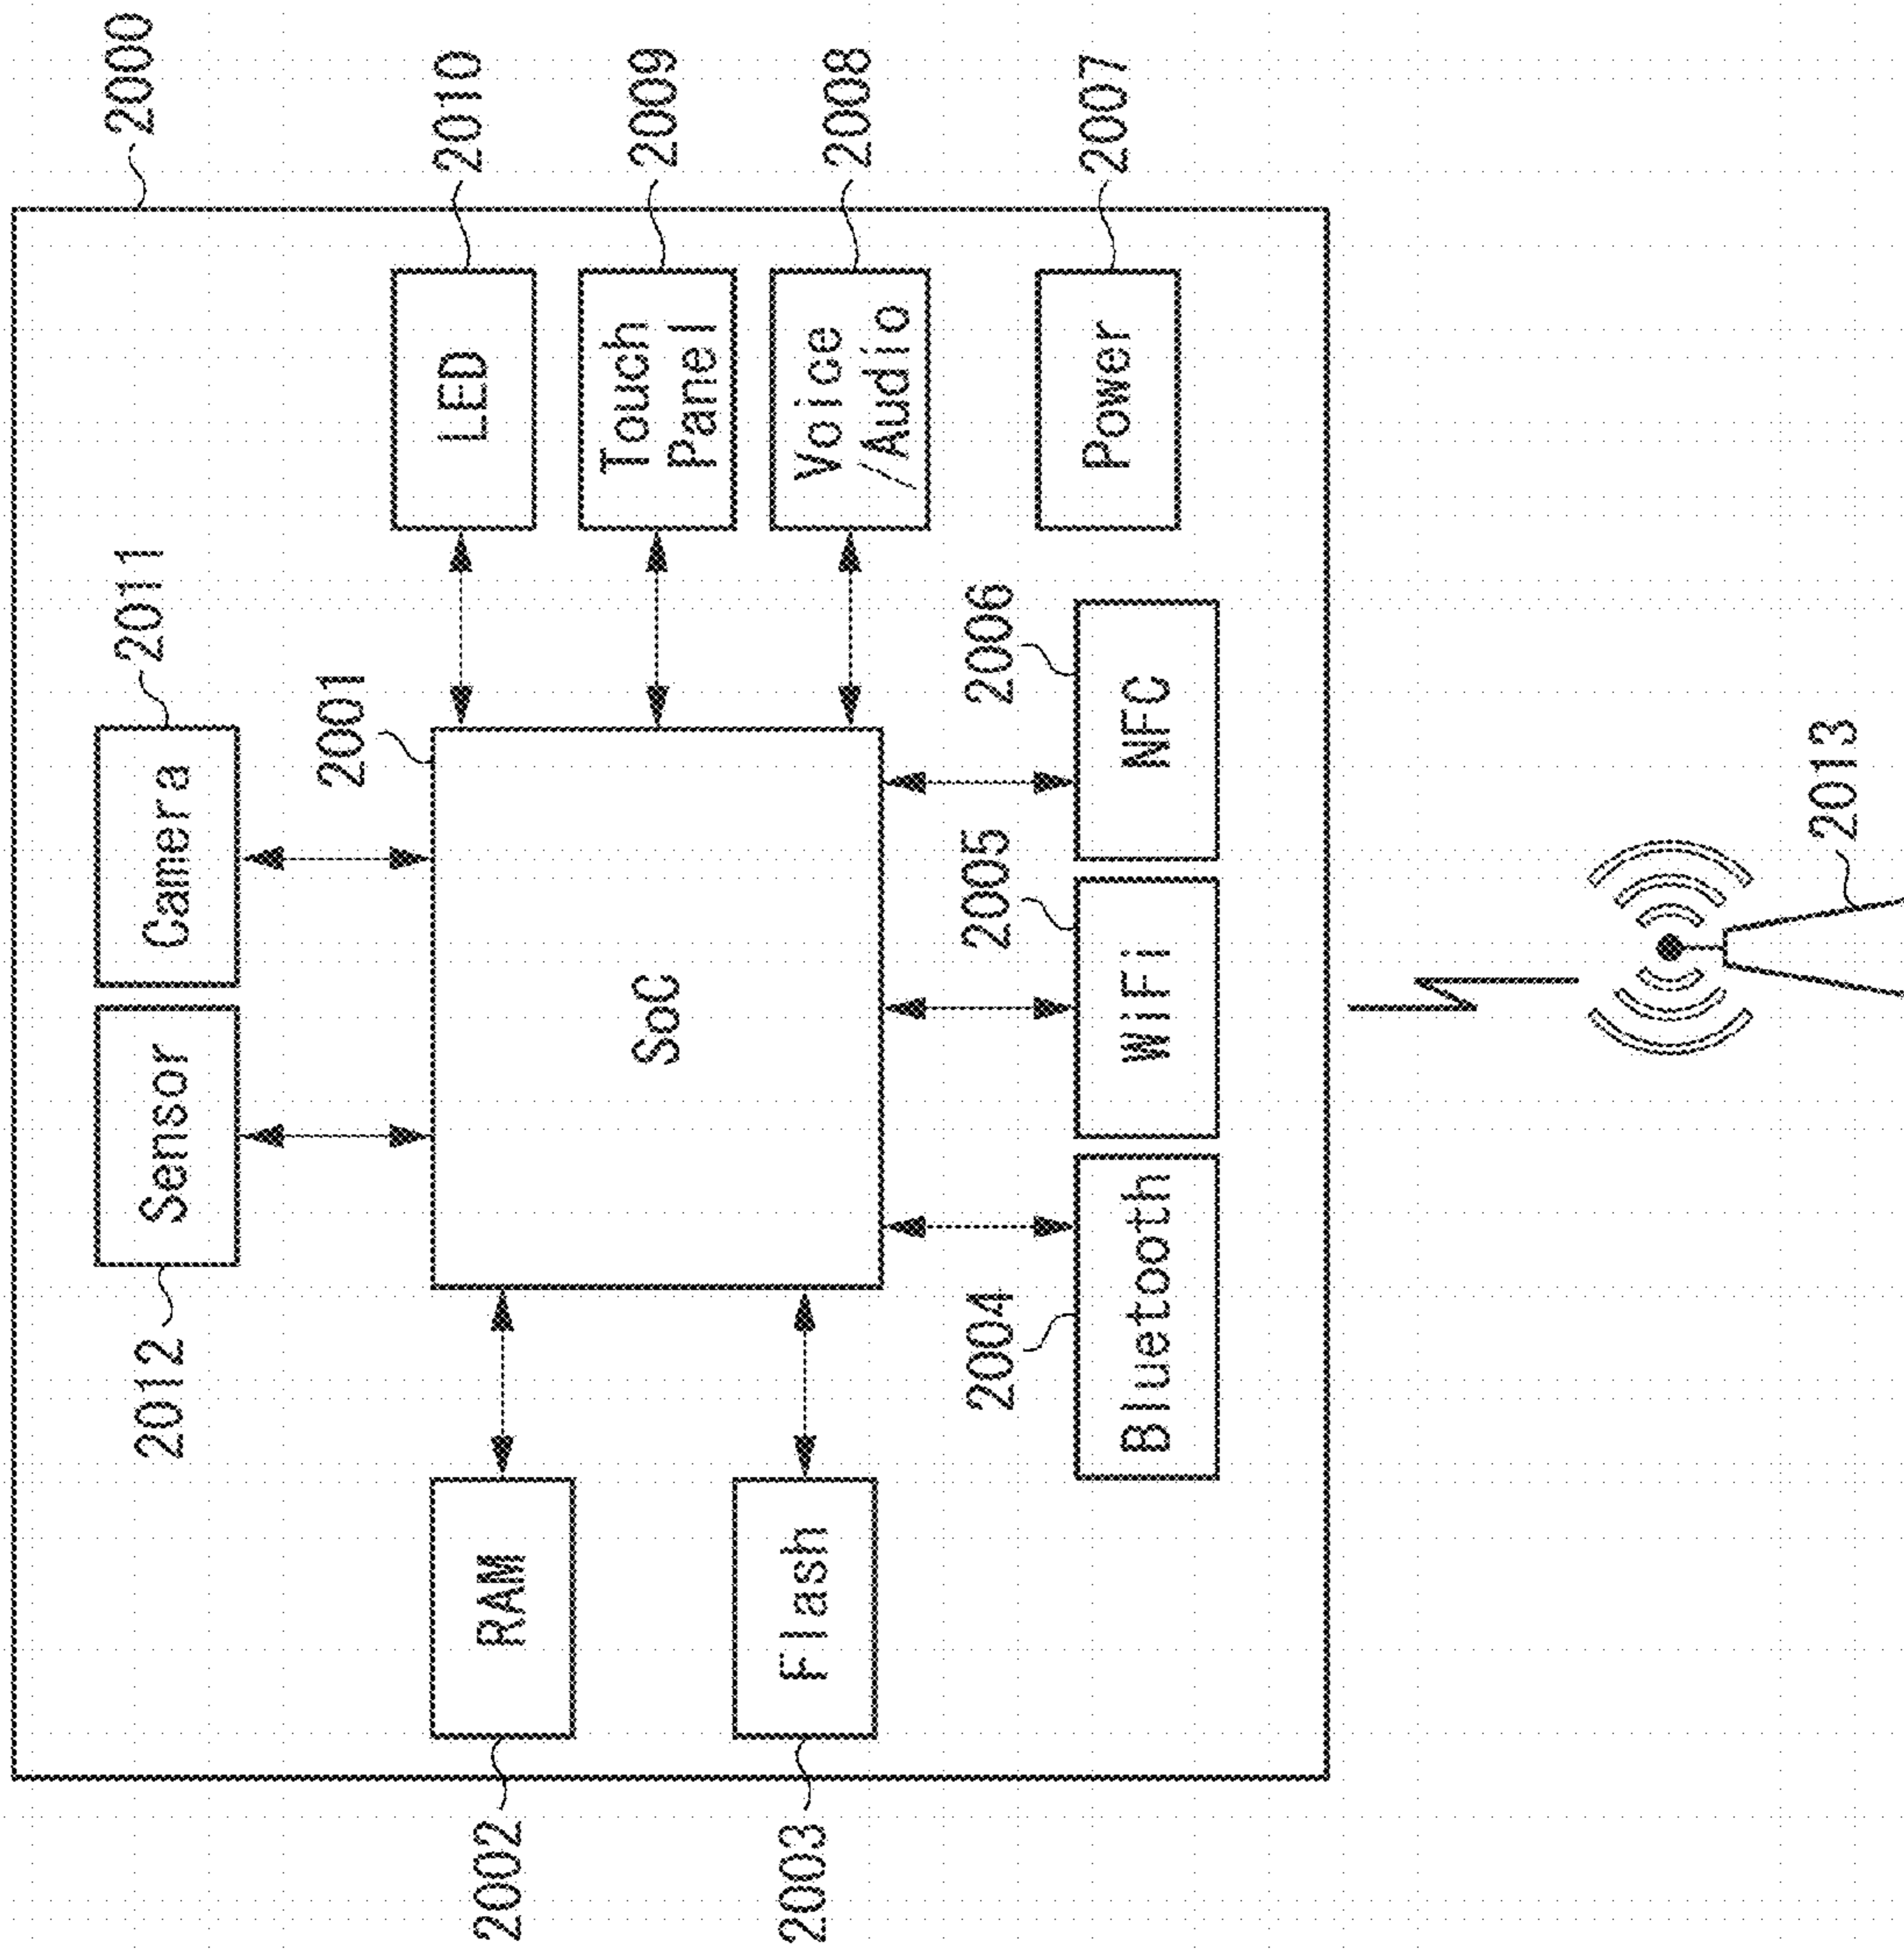 2000
2012
Sensor
Camera
2011
2001
2002
RAM
LED
2010
SoC
Touch
Panel
2009
2003
Flash
Voice
/Audio
2008
2004
2005
2006
Bluetooth
WiFi
NFC
Power
2007
2013